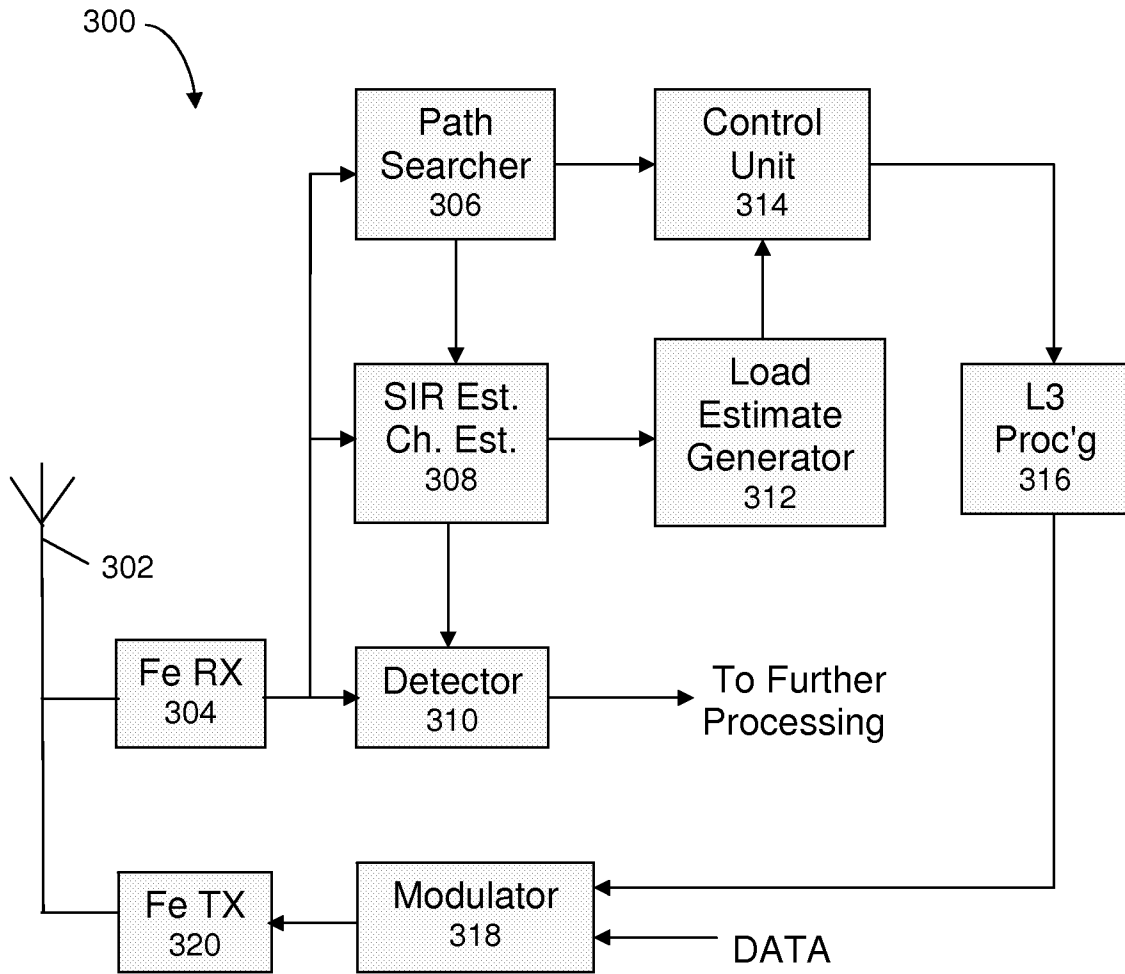 300
Path
Searcher
306
Control
Unit
314
SIR Est.
Ch. Est.
308
Load
Estimate
Generator
312
L3
Proc'g
316
302
Fe RX
304
Detector
310
To Further
Processing
Fe TX
320
Modulator
318
DATA